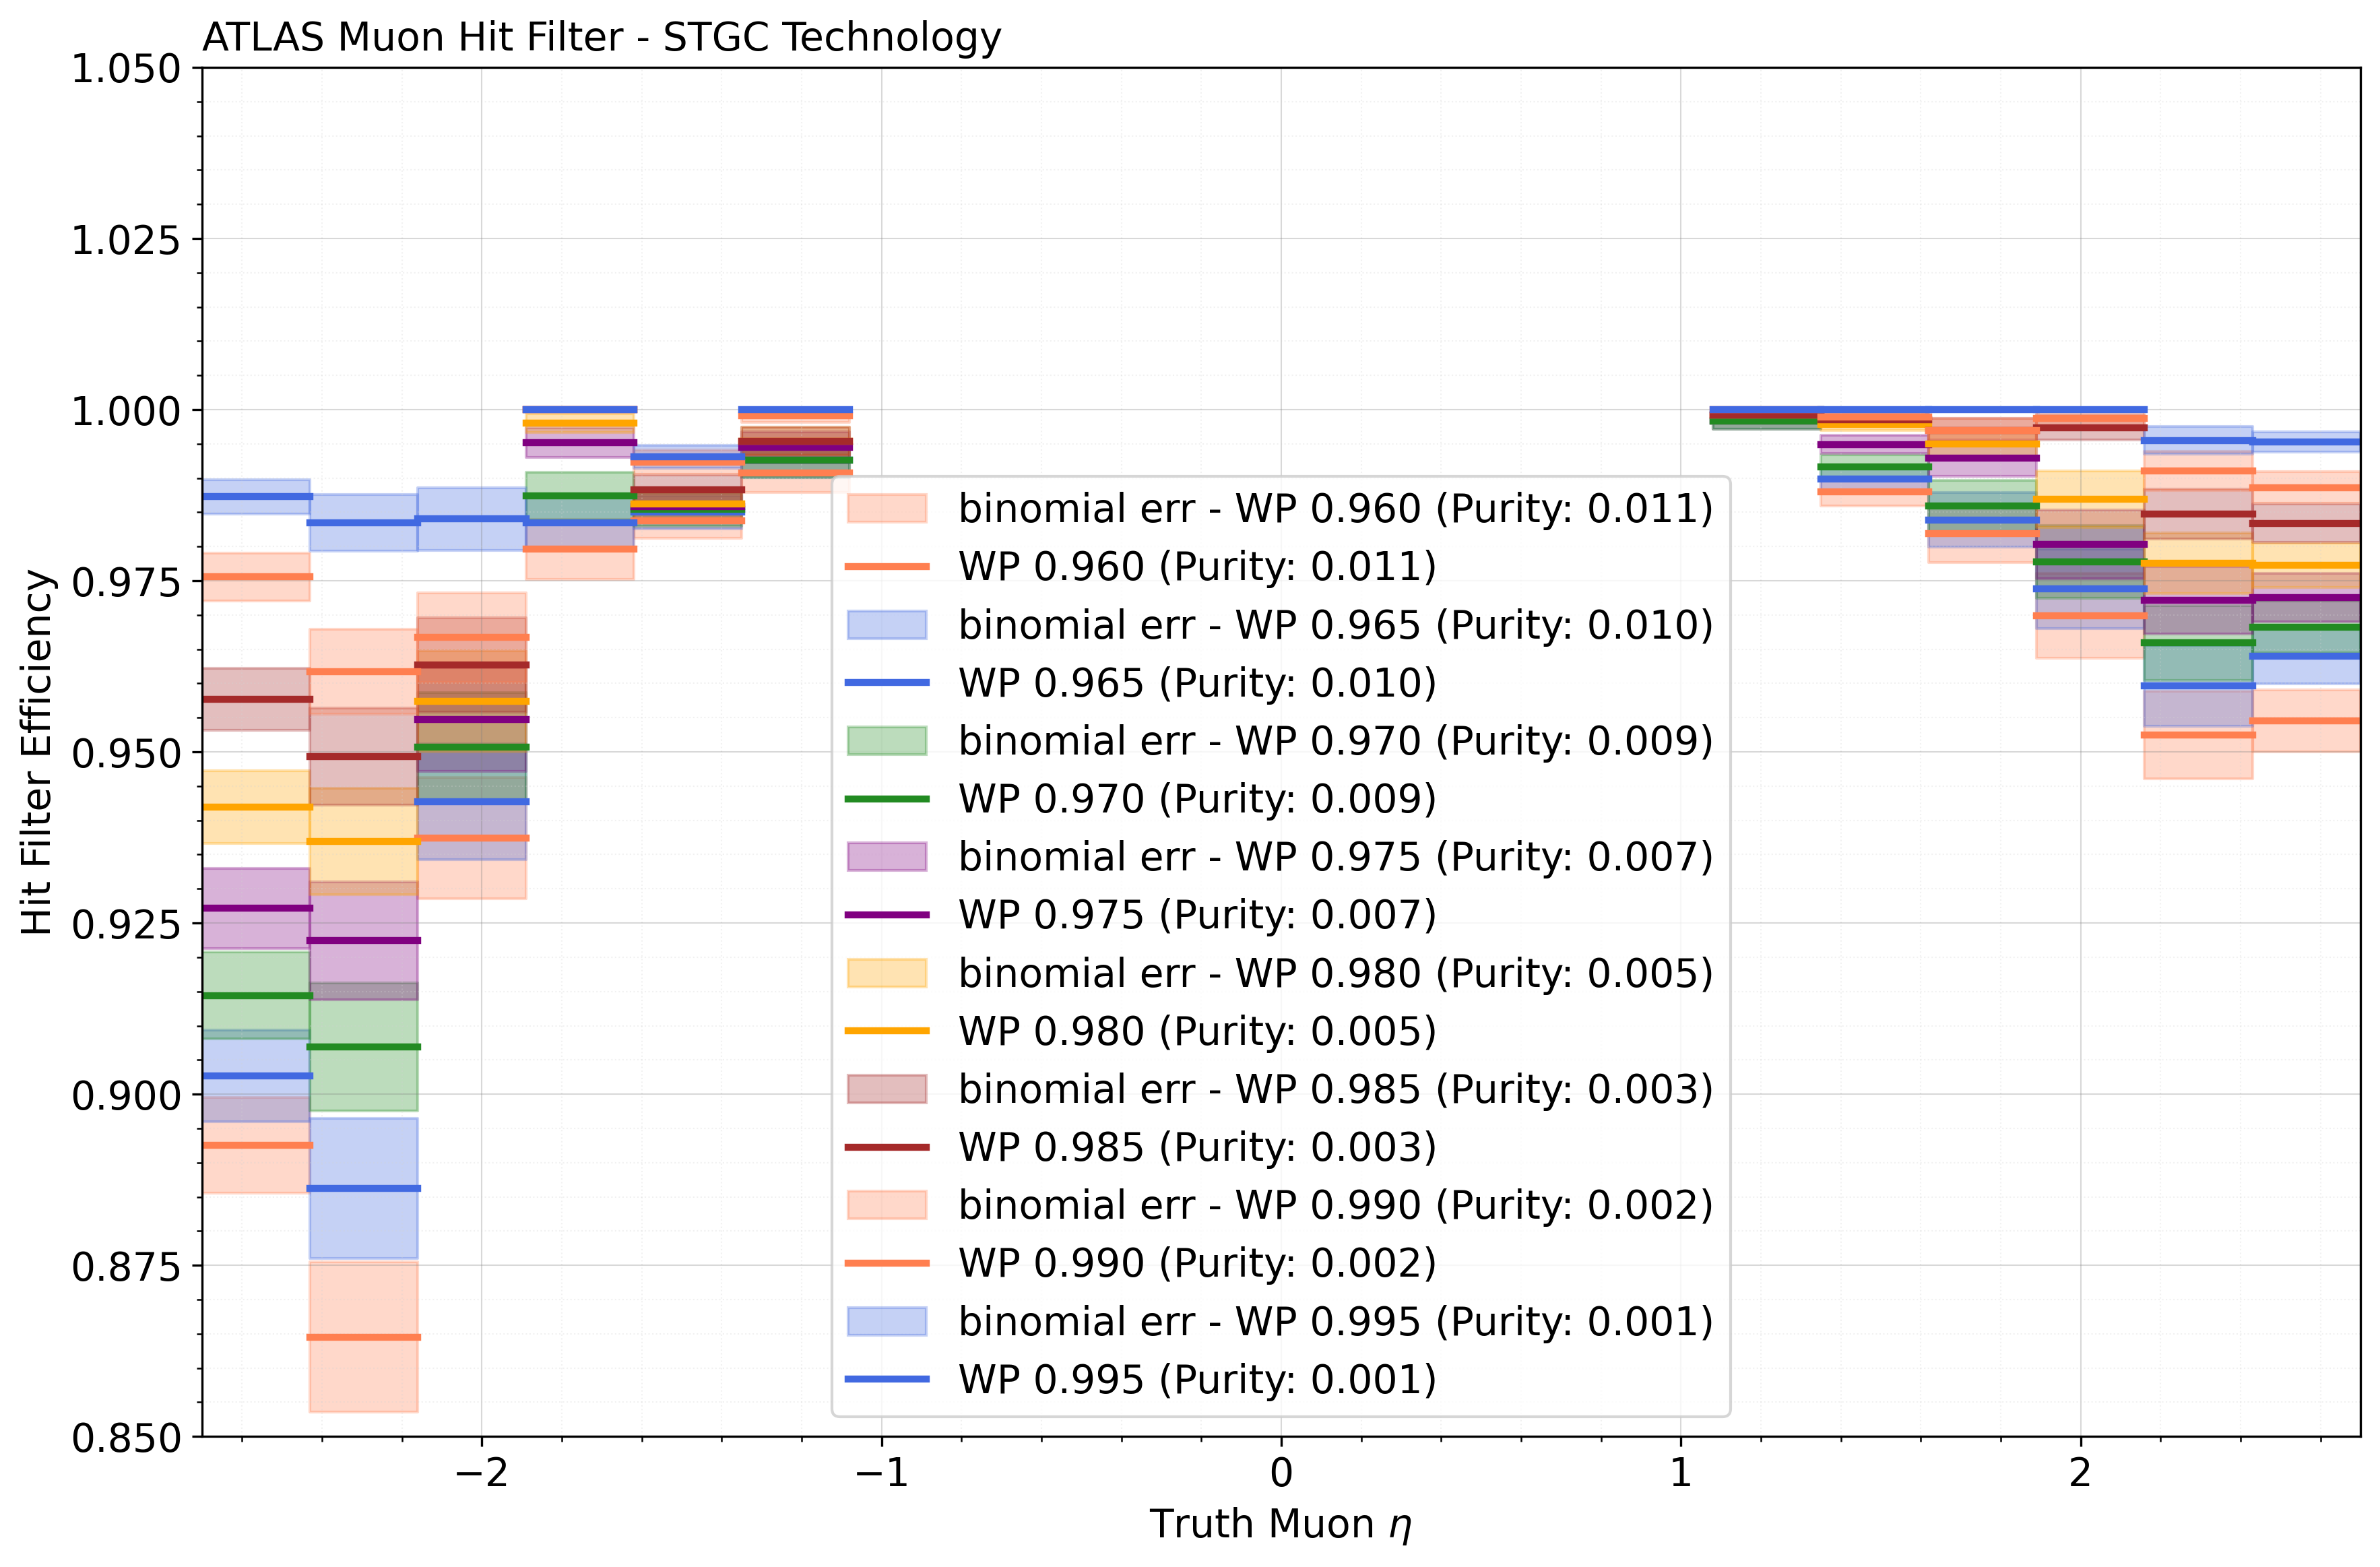 ATLAS Muon Hit Filter - STGC Technology
1.050
1.025
1.000
0.975
0.950
0.925
0.900
0.875
0.850
Hit Filter Efficiency
binomial err - WP 0.960 (Purity: 0.011)
WP 0.960 (Purity: 0.011)
binomial err - WP 0.965 (Purity: 0.010)
WP 0.965 (Purity: 0.010)
binomial err - WP 0.970 (Purity: 0.009)
WP 0.970 (Purity: 0.009)
binomial err - WP 0.975 (Purity: 0.007)
WP 0.975 (Purity: 0.007)
binomial err - WP 0.980 (Purity: 0.005)
WP 0.980 (Purity: 0.005)
binomial err - WP 0.985 (Purity: 0.003)
WP 0.985 (Purity: 0.003)
binomial err - WP 0.990 (Purity: 0.002)
WP 0.990 (Purity: 0.002)
binomial err - WP 0.995 (Purity: 0.001)
WP 0.995 (Purity: 0.001)
−2 −1 0 1 2
Truth Muon η